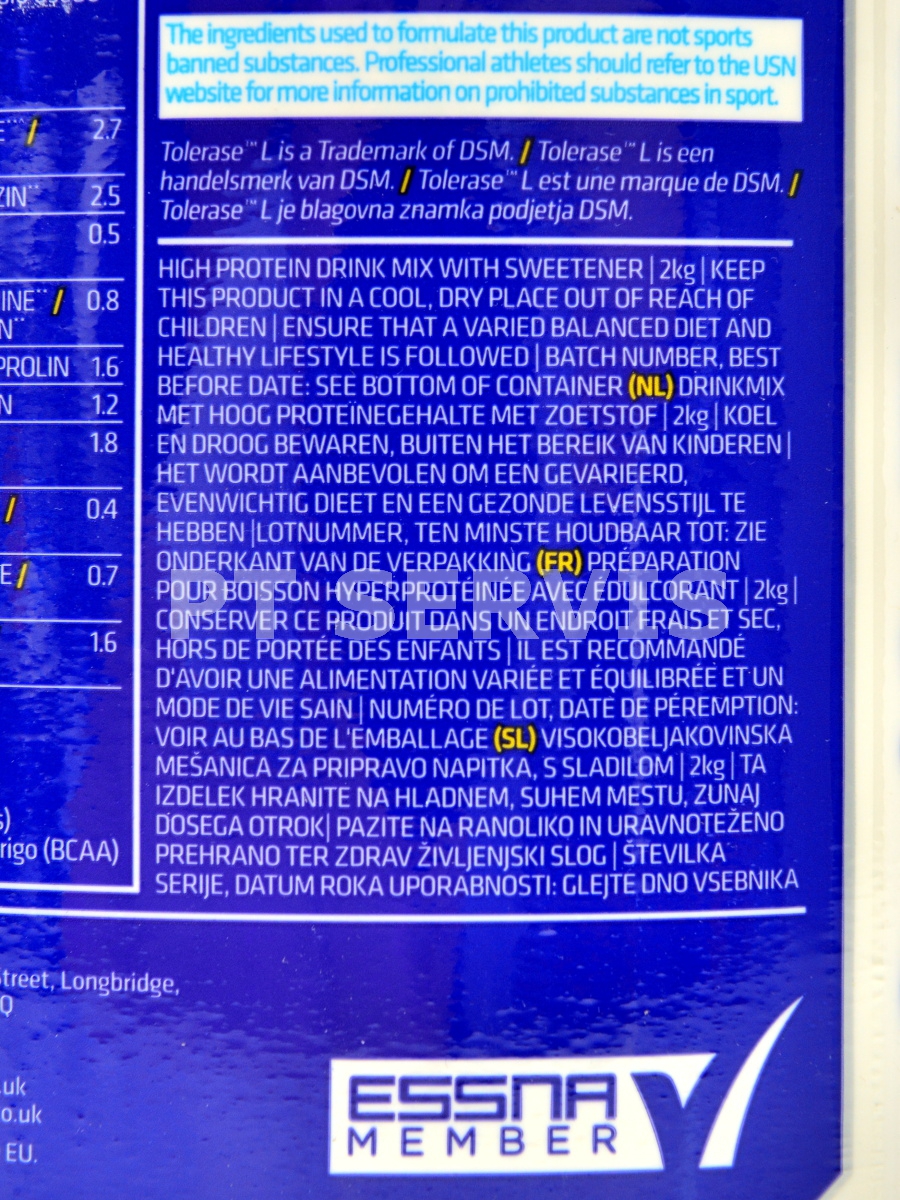 The ingredients used to formulate this product are not sports
banned substances. Professional athletes should refer to the USN
website for more information on prohibited substances in sport.
Tolerase™ L is a Trademark of DSM. / Tolerase™ L is een
handelsmerk van DSM. / Tolerase™ L est une marque de DSM. /
Tolerase™ L je blagovna znamka podjetja DSM.
/ 2.7
ZIN** 2.5
0.5
INE** / 0.8
N**
PROLIN 1.6
N 1.2
1.8
/ 0.4
E / 0.7
1.6
s)
rigo (BCAA)
HIGH PROTEIN DRINK MIX WITH SWEETENER | 2kg | KEEP
THIS PRODUCT IN A COOL, DRY PLACE OUT OF REACH OF
CHILDREN | ENSURE THAT A VARIED BALANCED DIET AND
HEALTHY LIFESTYLE IS FOLLOWED | BATCH NUMBER, BEST
BEFORE DATE: SEE BOTTOM OF CONTAINER (NL) DRINKMIX
MET HOOG PROTEÏNEGEHALTE MET ZOETSTOF | 2kg | KOEL
EN DROOG BEWAREN, BUITEN HET BEREIK VAN KINDEREN |
HET WORDT AANBEVOLEN OM EEN GEVARIEERD,
EVENWICHTIG DIEET EN EEN GEZONDE LEVENSSTIJL TE
HEBBEN |LOTNUMMER, TEN MINSTE HOUDBAAR TOT: ZIE
ONDERKANT VAN DE VERPAKKING (FR) PRÉPARATION
POUR BOISSON HYPERPROTÉINÉE AVEC ÉDULCORANT | 2kg |
CONSERVER CE PRODUIT DANS UN ENDROIT FRAIS ET SEC,
HORS DE PORTÉE DES ENFANTS | IL EST RECOMMANDÉ
D'AVOIR UNE ALIMENTATION VARIÉE ET ÉQUILIBRÉE ET UN
MODE DE VIE SAIN | NUMÉRO DE LOT, DATE DE PÉREMPTION:
VOIR AU BAS DE L'EMBALLAGE (SL) VISOKOBELJAKOVINSKA
MEŠANICA ZA PRIPRAVO NAPITKA, S SLADILOM | 2kg | TA
IZDELEK HRANITE NA HLADNEM, SUHEM MESTU, ZUNAJ
DOSEGA OTROK| PAZITE NA RANOLIKO IN URAVNOTEŽENO
PREHRANO TER ZDRAV ŽIVLJENJSKI SLOG | ŠTEVILKA
SERIJE, DATUM ROKA UPORABNOSTI: GLEJTE DNO VSEBNIKA
PT SERVIS
Street, Longbridge,
Q
.uk
o.uk
EU.
ESSNA
MEMBER